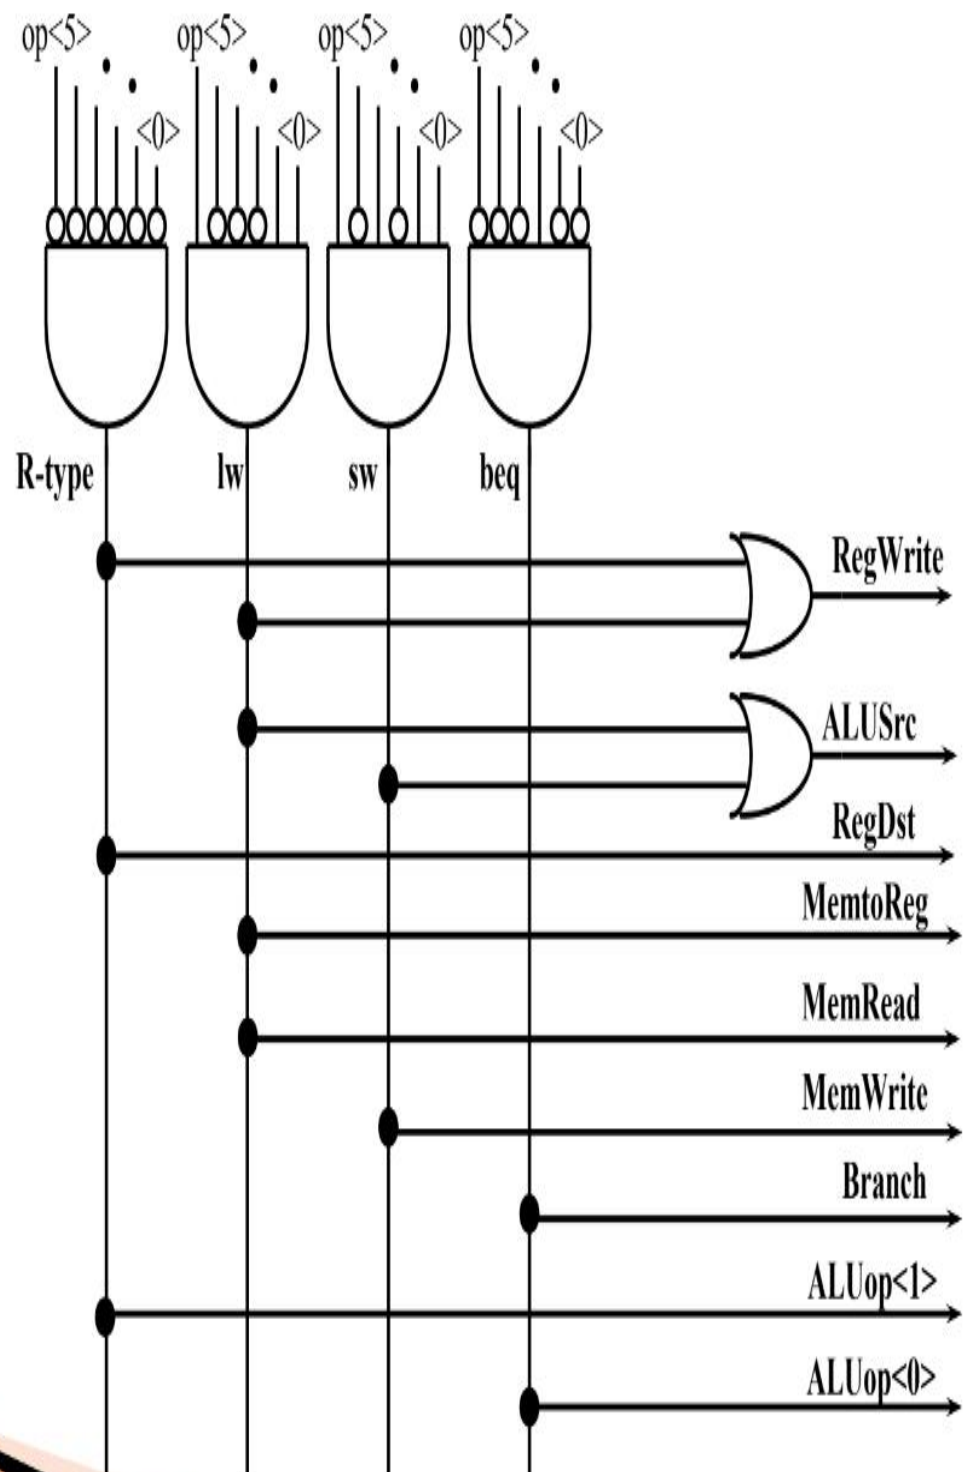 op<5> op<5> op<5> op<5>
<0> <0> <0> <0>
R-type lw sw beq
RegWrite
ALUSrc
RegDst
MemtoReg
MemRead
MemWrite
Branch
ALUop<1>
ALUop<0>